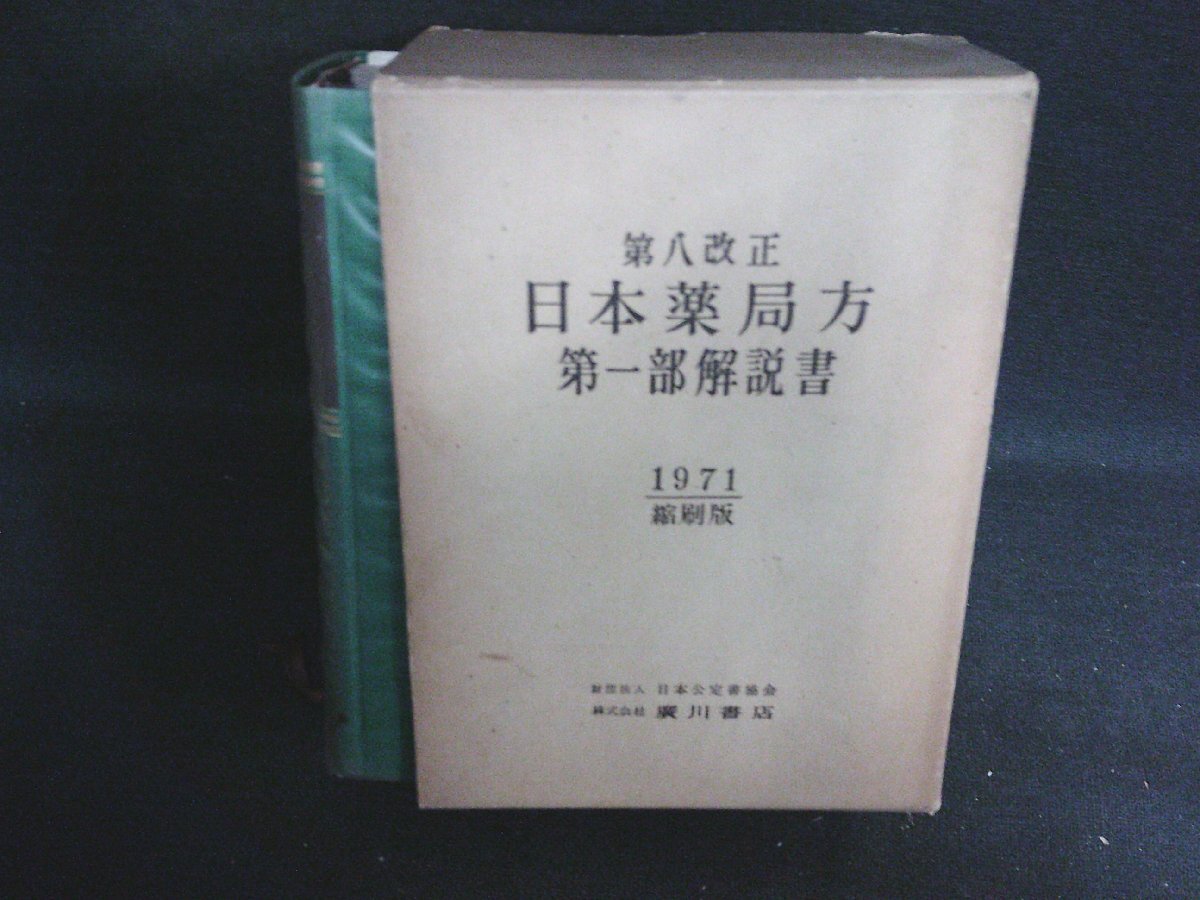 第八改正
日本薬局方
第一部解説書
1971
縮刷版
財団法人 日本公定書協会
株式会社 廣川書店